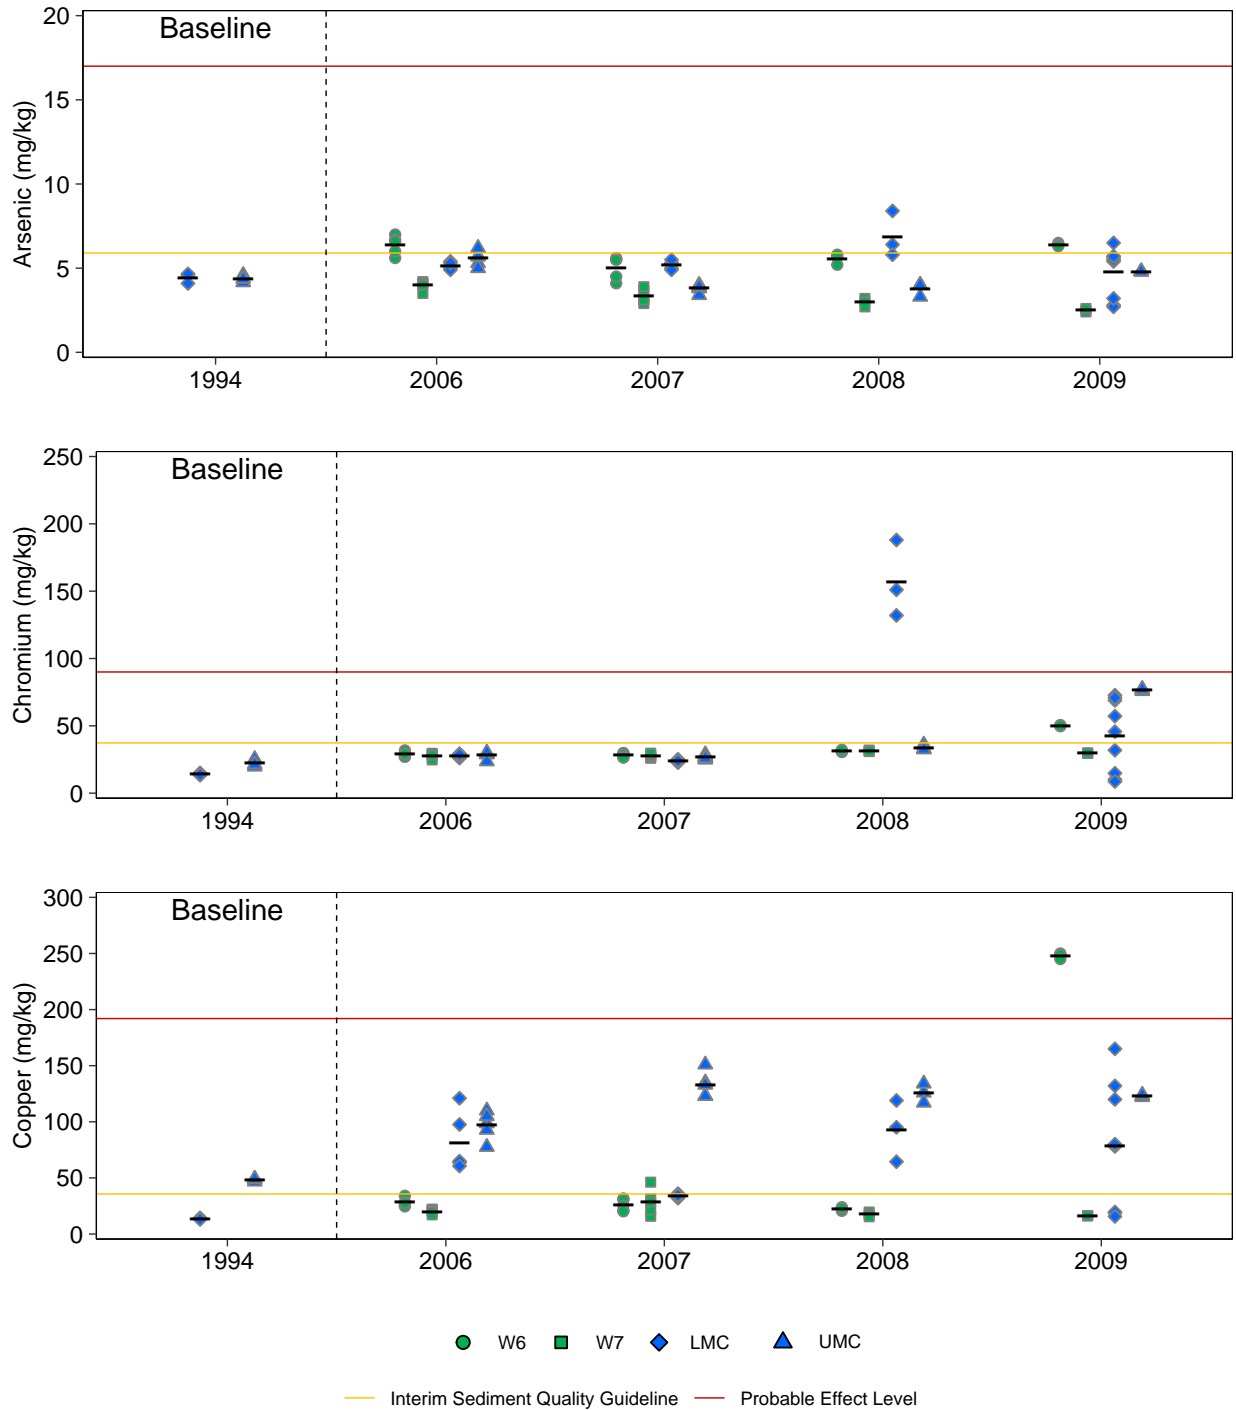 Baseline
Arsenic (mg/kg)
20
15
10
5
0
1994 2006 2007 2008 2009
Baseline
Chromium (mg/kg)
250
200
150
100
50
0
1994 2006 2007 2008 2009
Baseline
Copper (mg/kg)
300
250
200
150
100
50
0
1994 2006 2007 2008 2009
W6 W7 LMC UMC
Interim Sediment Quality Guideline Probable Effect Level